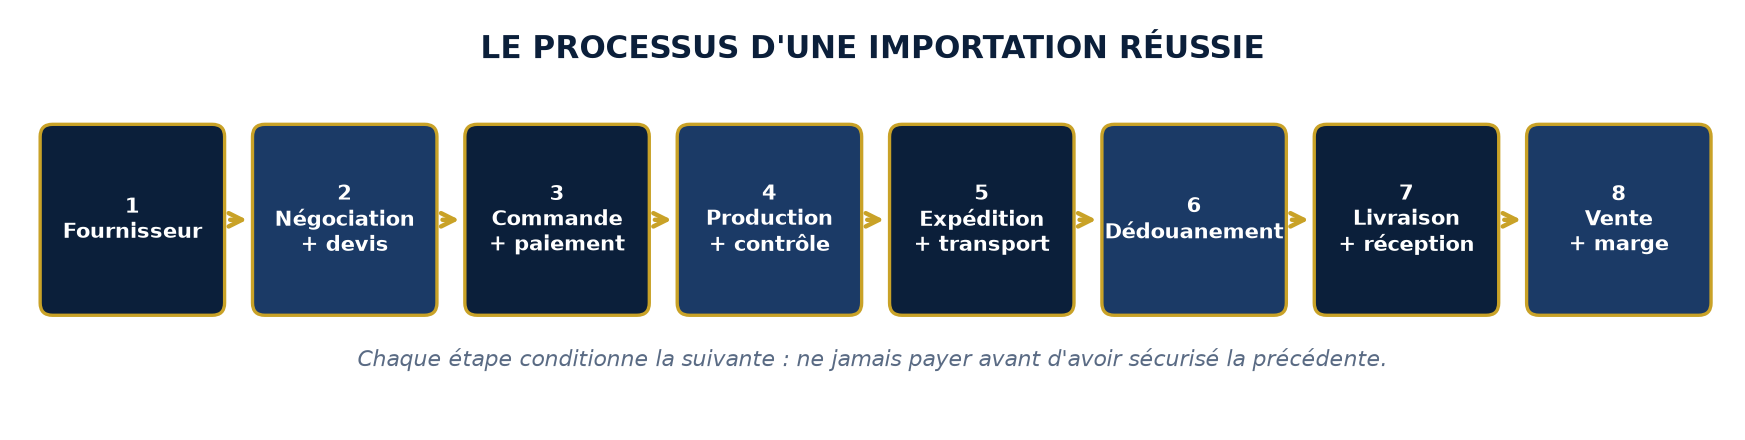 LE PROCESSUS D'UNE IMPORTATION RÉUSSIE
1
Fournisseur
2
Négociation
+ devis
3
Commande
+ paiement
4
Production
+ contrôle
5
Expédition
+ transport
6
Dédouanement
7
Livraison
+ réception
8
Vente
+ marge
Chaque étape conditionne la suivante : ne jamais payer avant d'avoir sécurisé la précédente.